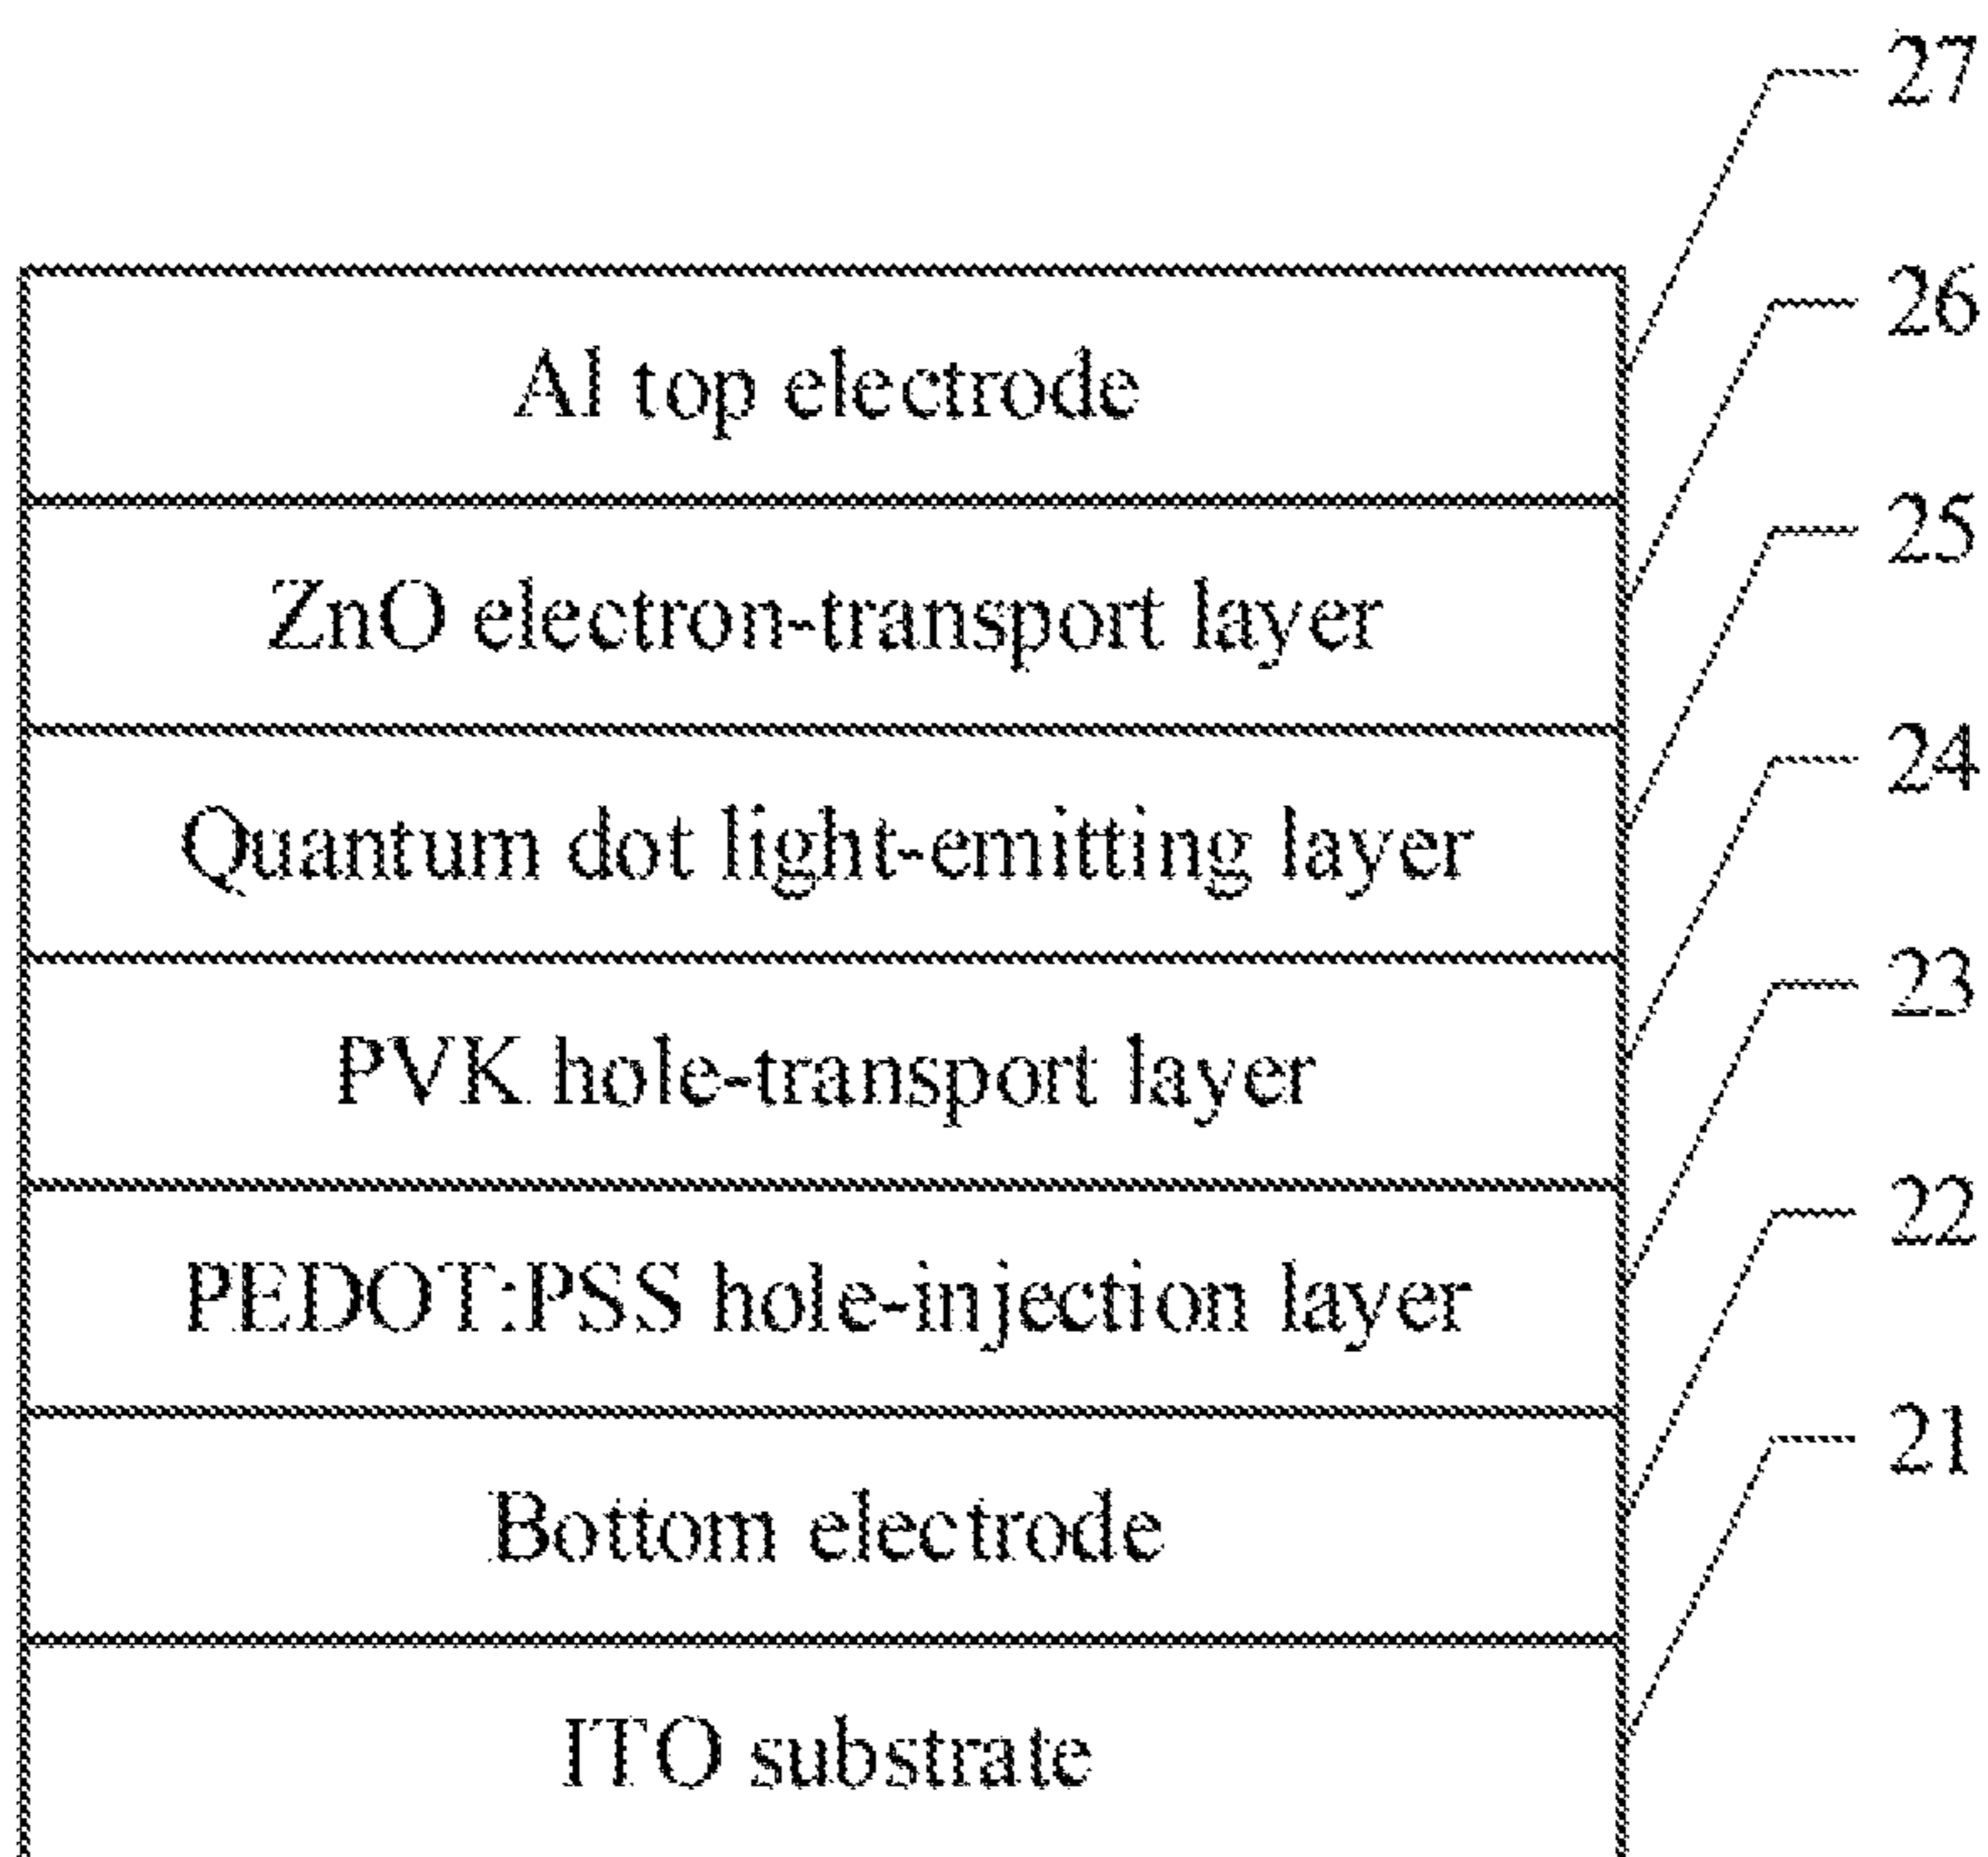 27
26
Al top electrode
25
ZnO electron-transport layer
24
Quantum dot light-emitting layer
23
PVK hole-transport layer
22
PEDOT:PSS hole-injection layer
21
Bottom electrode
ITO substrate